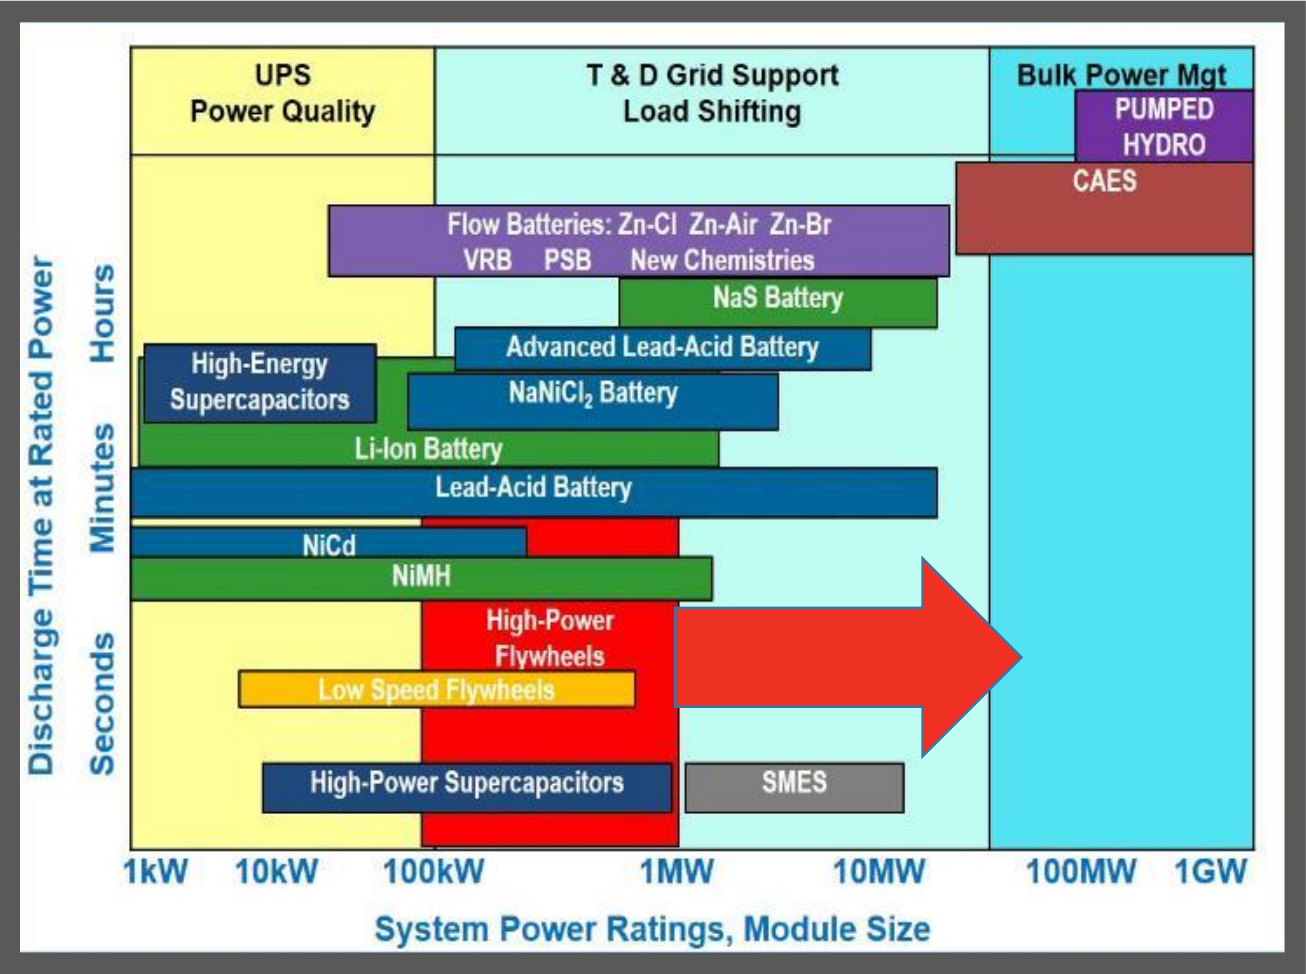 UPS
Power Quality
T & D Grid Support
Load Shifting
Bulk Power Mgt
PUMPED
HYDRO
CAES
Flow Batteries: Zn-Cl Zn-Air Zn-Br
VRB PSB New Chemistries
NaS Battery
Advanced Lead-Acid Battery
High-Energy
Supercapacitors
NaNiCl₂ Battery
Li-Ion Battery
Lead-Acid Battery
NiCd
NiMH
High-Power
Flywheels
Low Speed Flywheels
High-Power Supercapacitors
SMES
Discharge Time at Rated Power
Hours
Minutes
Seconds
1kW 10kW 100kW 1MW 10MW 100MW 1GW
System Power Ratings, Module Size